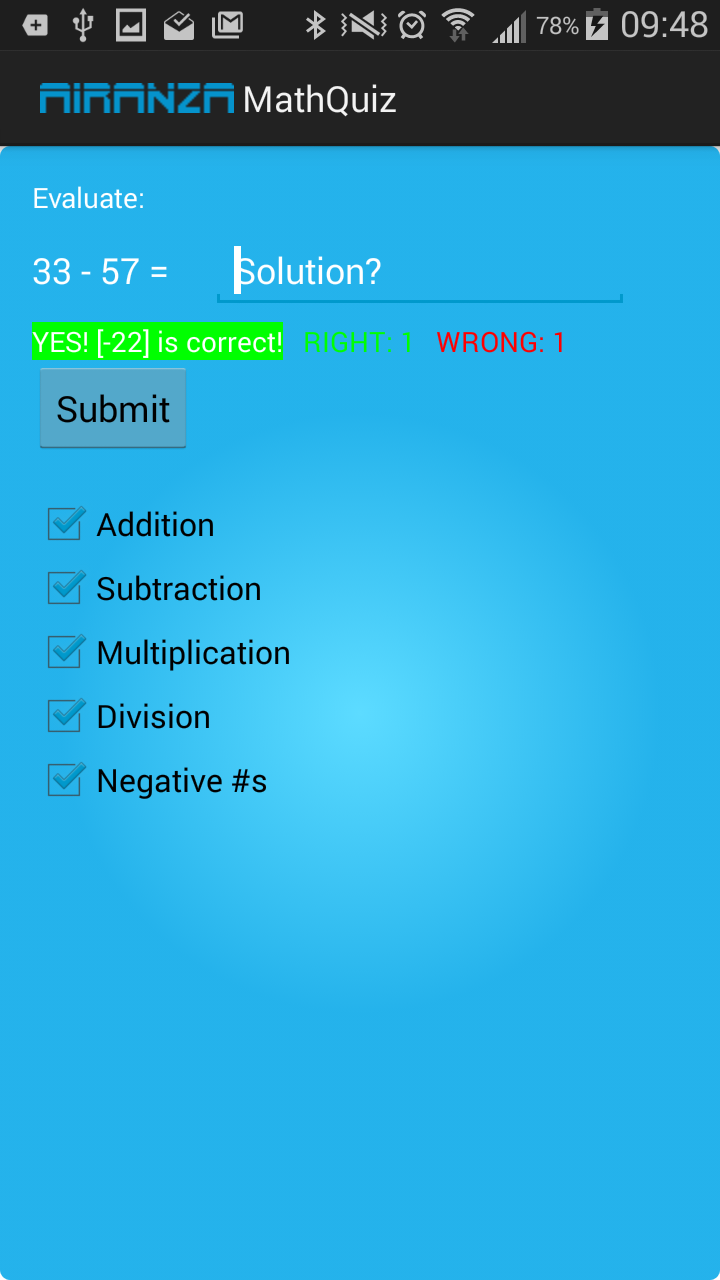 78% 09:48
AIRANZA MathQuiz
Evaluate:
33 - 57 = Solution?
YES! [-22] is correct! RIGHT: 1 WRONG: 1
Submit
Addition
Subtraction
Multiplication
Division
Negative #s